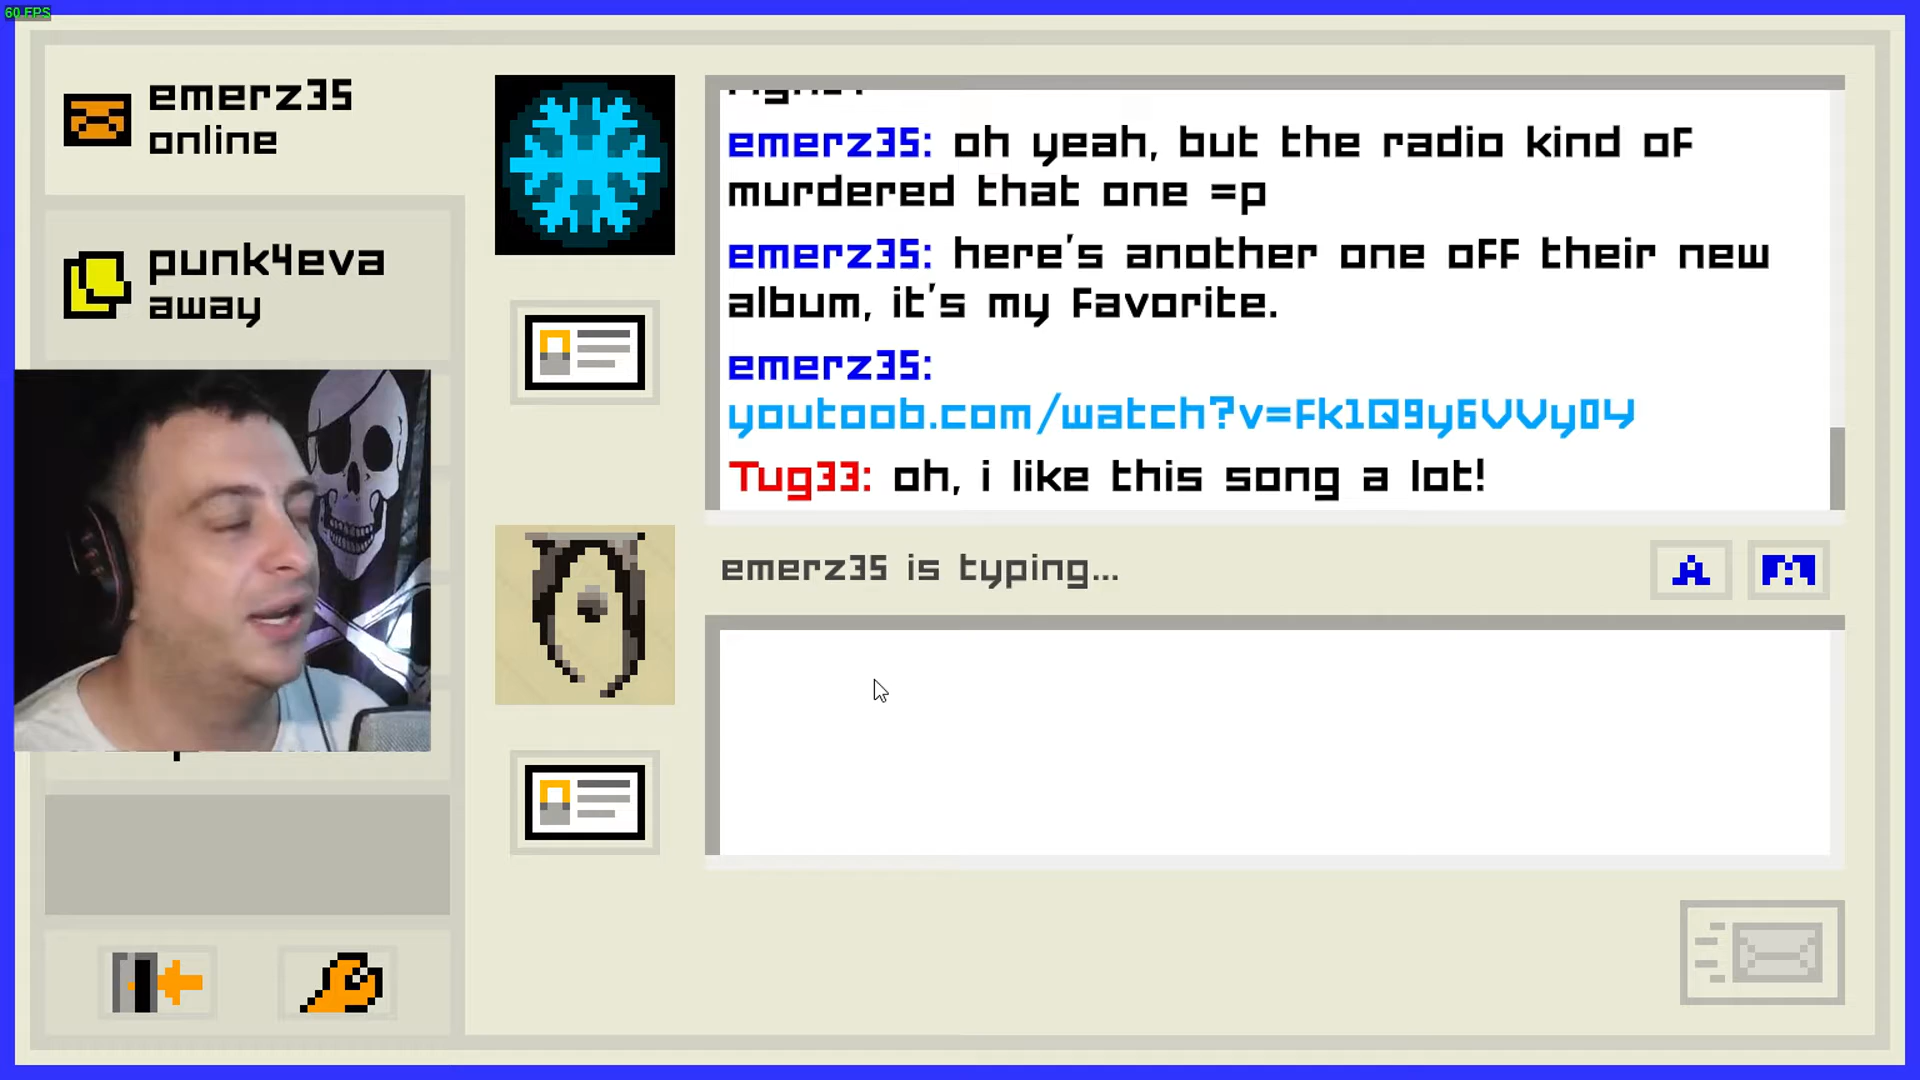 60 FPS
emerz35
online
punk4eva
away
emerz35: oh yeah, but the radio kind of
murdered that one =p
emerz35: here's another one off their new
album, it's my favorite.
emerz35:
youtoob.com/watch?v=fk1Q9y6VVy04
Tug33: oh, i like this song a lot!
emerz35 is typing...
A